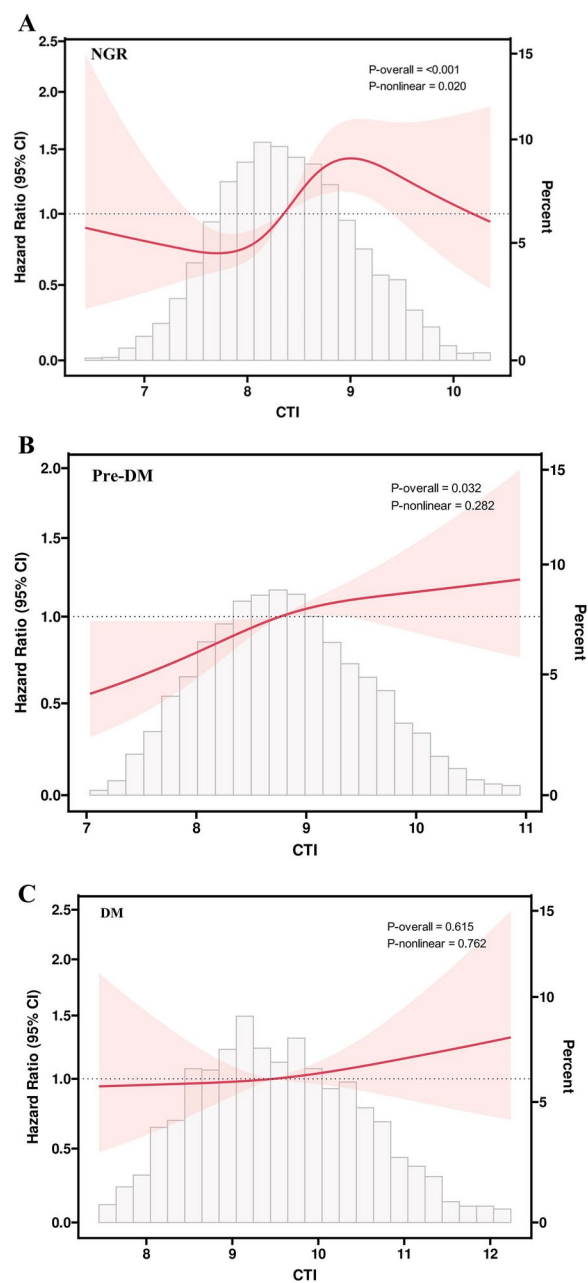 A
NGR
P-overall = <0.001
P-nonlinear = 0.020
2.5
2.0
1.5
1.0
0.5
0.0
Hazard Ratio (95% CI)
15
10
5
0
Percent
7
8
9
10
CTI
B
Pre-DM
P-overall = 0.032
P-nonlinear = 0.282
2.0
1.5
1.0
0.5
0.0
Hazard Ratio (95% CI)
15
10
5
0
Percent
7
8
9
10
11
CTI
C
DM
P-overall = 0.615
P-nonlinear = 0.762
2.5
2.0
1.5
1.0
0.5
0.0
Hazard Ratio (95% CI)
15
10
5
0
Percent
8
9
10
11
12
CTI